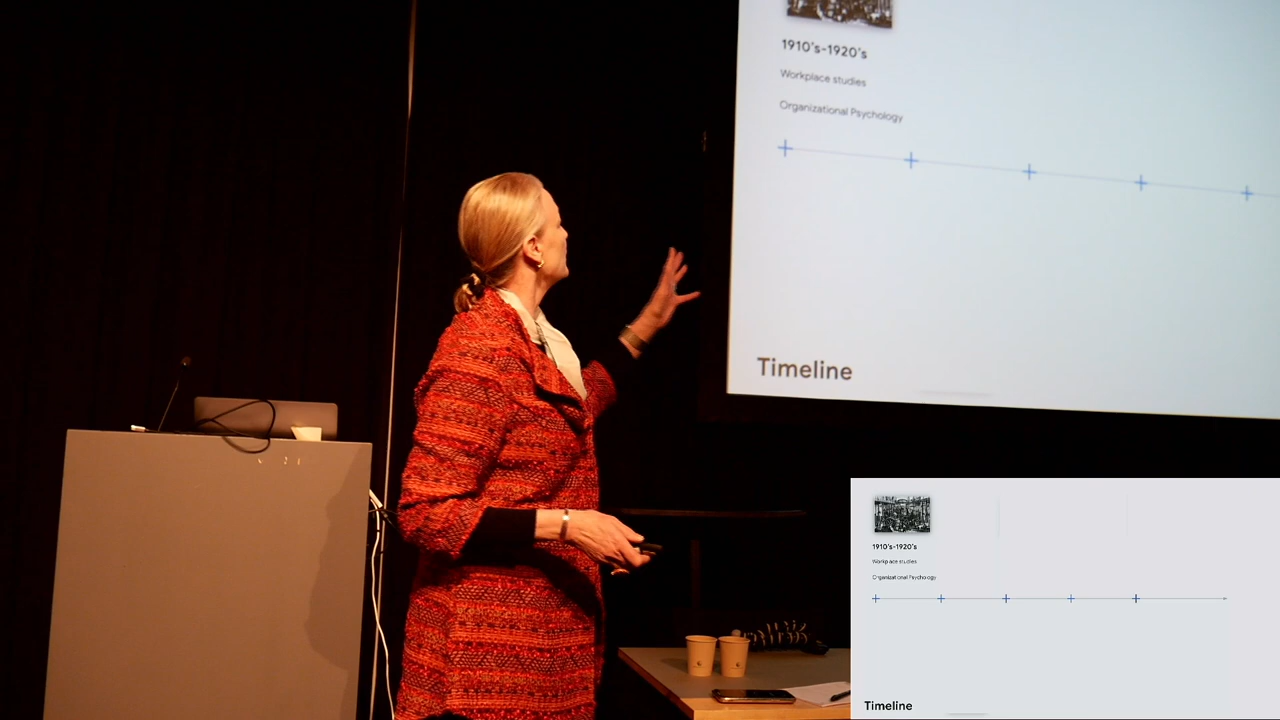 1910's-1920's
Workplace studies
Organizational Psychology
Timeline
1910's-1920's
Workplace studies
Organizational Psychology
Timeline